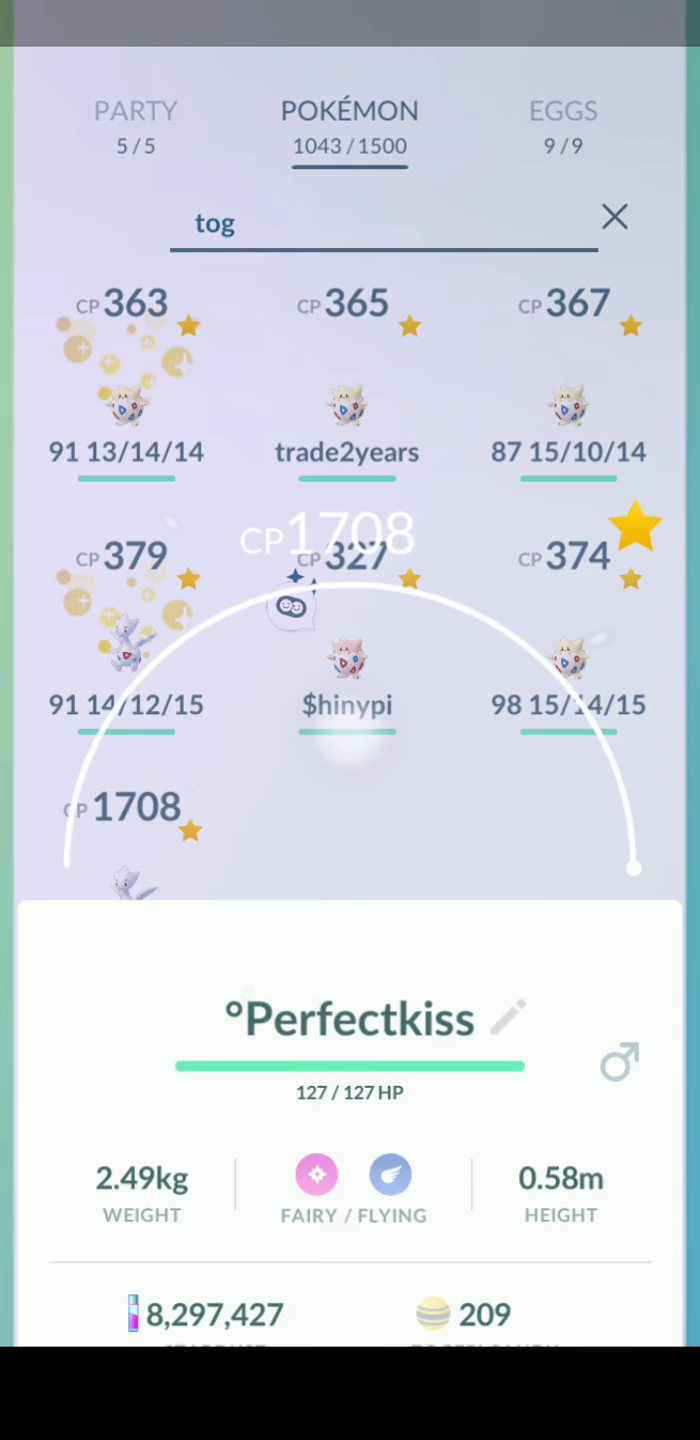 PARTY POKÉMON EGGS
5 / 5 1043 / 1500 9 / 9
tog
CP363 CP365 CP367
91 13/14/14 trade2years 87 15/10/14
CP1708
CP379 CP327 CP374
91 14/12/15 $hinypi 98 15/14/15
CP1708
°Perfectkiss
127 / 127 HP
2.49kg 0.58m
WEIGHT FAIRY / FLYING HEIGHT
8,297,427 209